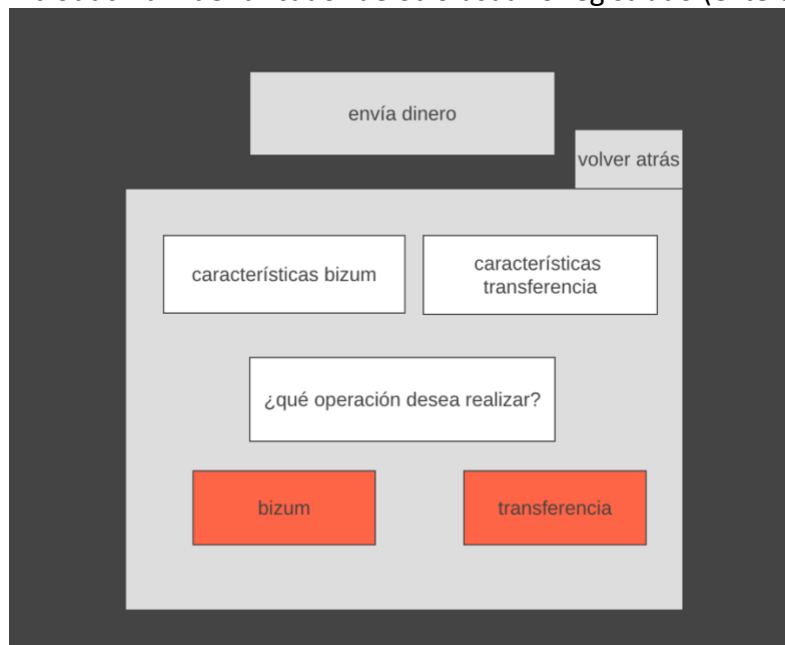 envía dinero
volver atrás
características bizum
características
transferencia
¿qué operación desea realizar?
bizum
transferencia